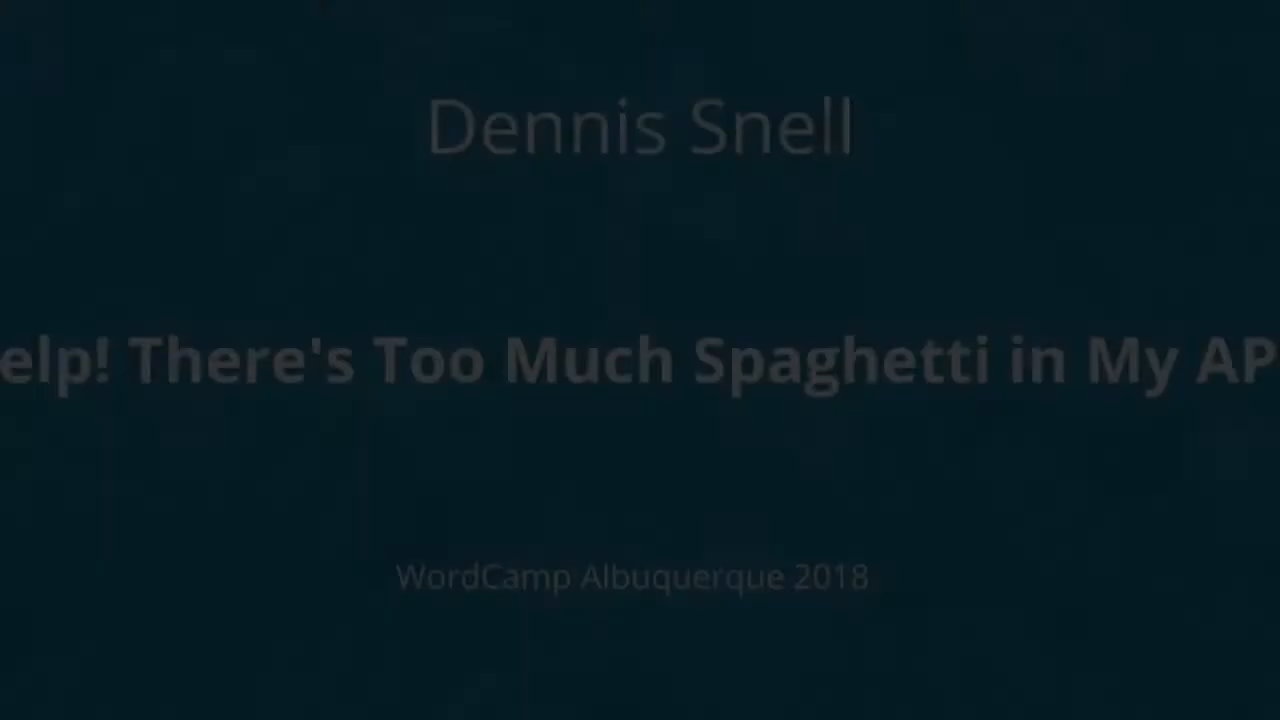 Dennis Snell
elp! There's Too Much Spaghetti in My AP
WordCamp Albuquerque 2018